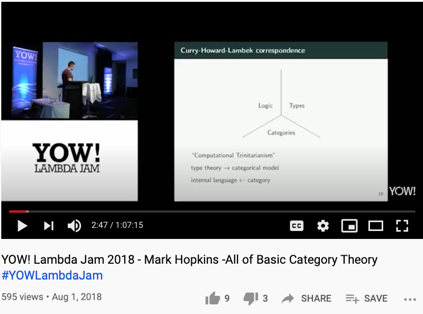 YOW!
Curry-Howard-Lambek correspondence
Logic
Types
Categories
"Computational Trinitarianism"
type theory → categorical model
internal language ← category
YOW!
LAMBDA JAM
YOW!
2:47 / 1:07:15
CC
YOW! Lambda Jam 2018 - Mark Hopkins -All of Basic Category Theory
#YOWLambdaJam
595 views • Aug 1, 2018
9
3
SHARE
SAVE